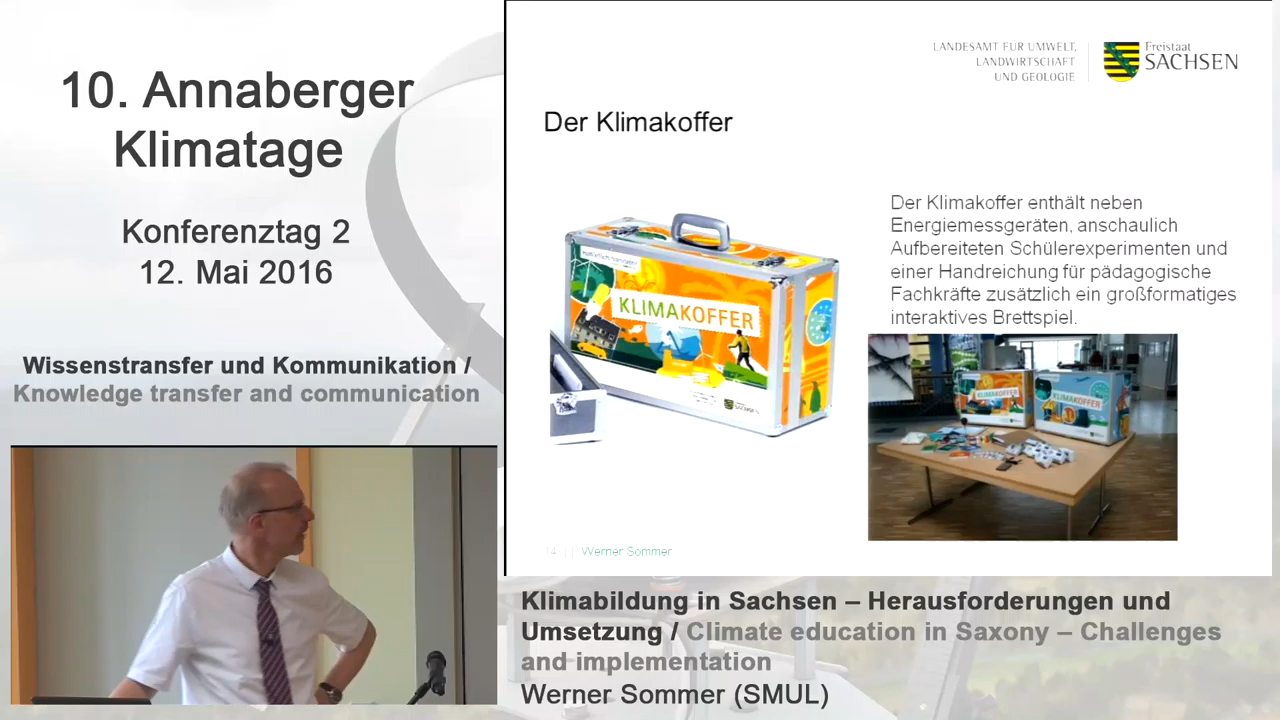 10. Annaberger
Klimatage
Konferenztag 2
12. Mai 2016
Wissenstransfer und Kommunikation /
Knowledge transfer and communication
LANDESAMT FÜR UMWELT,
LANDWIRTSCHAFT
UND GEOLOGIE
Freistaat
SACHSEN
Der Klimakoffer
KLIMAKOFFER
Der Klimakoffer enthält neben
Energiemessgeräten, anschaulich
Aufbereiteten Schülerexperimenten und
einer Handreichung für pädagogische
Fachkräfte zusätzlich ein großformatiges
interaktives Brettspiel.
KLIMAKOFFER
KLIMAKOFFER
14 || Werner Sommer
Klimabildung in Sachsen – Herausforderungen und
Umsetzung / Climate education in Saxony – Challenges
and implementation
Werner Sommer (SMUL)